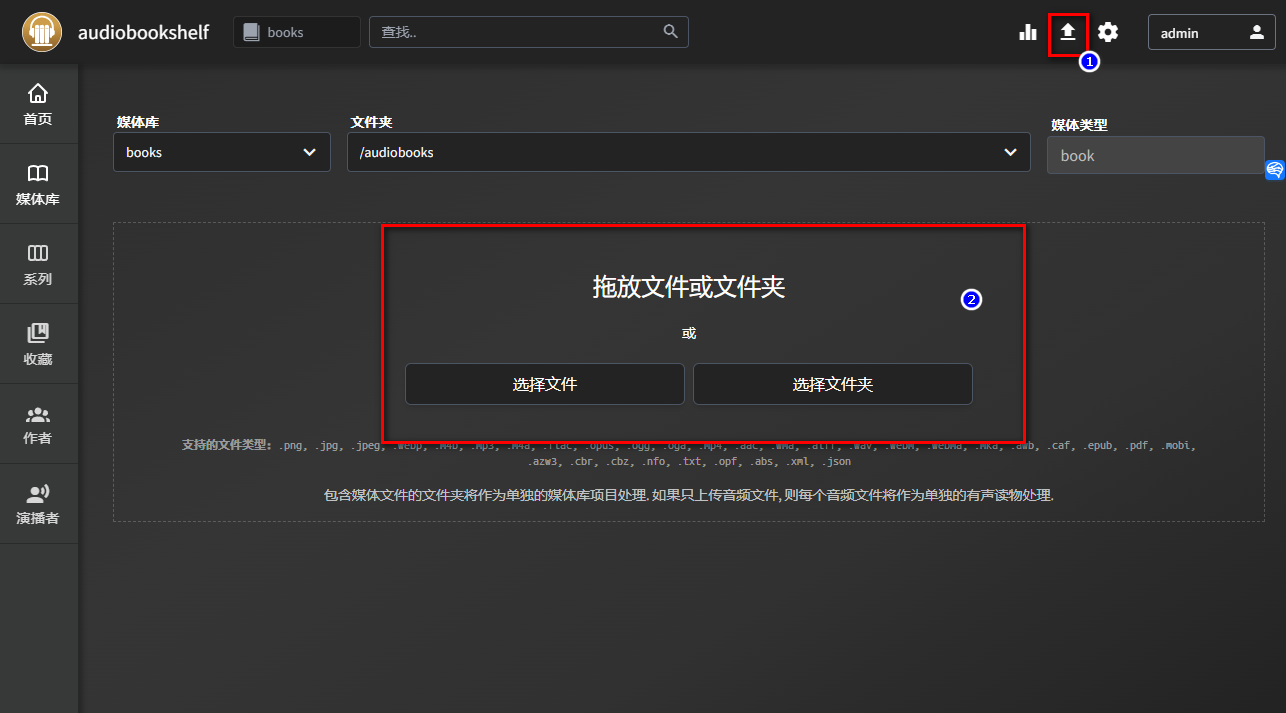 audiobookshelf
books
查找..
admin
1
首页
媒体库
系列
收藏
作者
演播者
媒体库
文件夹
媒体类型
books
/audiobooks
book
拖放文件或文件夹
2
或
选择文件
选择文件夹
支持的文件类型: .png, .jpg, .jpeg, .webp, .m4b, .mp3, .m4a, .flac, .opus, .ogg, .oga, .mp4, .aac, .wma, .aiff, .wav, .webm, .webma, .mka, .awb, .caf, .epub, .pdf, .mobi,
.azw3, .cbr, .cbz, .nfo, .txt, .opf, .abs, .xml, .json
包含媒体文件的文件夹将作为单独的媒体库项目处理. 如果只上传音频文件, 则每个音频文件将作为单独的有声读物处理.